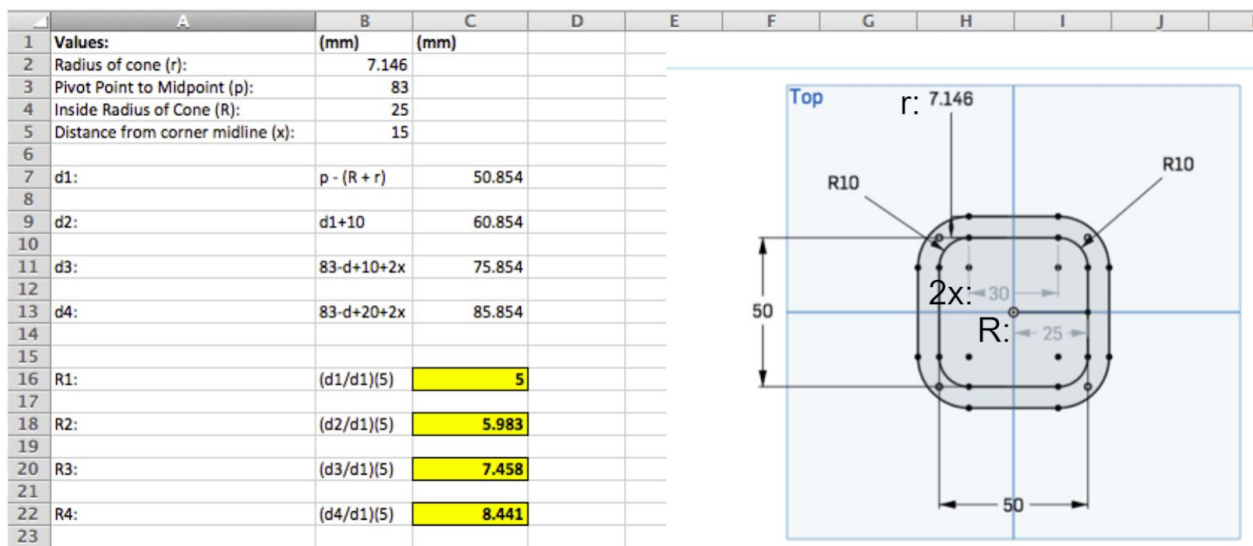 A B C D E F G H I J
1 Values: (mm) (mm)
2 Radius of cone (r): 7.146
3 Pivot Point to Midpoint (p): 83
4 Inside Radius of Cone (R): 25
5 Distance from corner midline (x): 15
6
7 d1: p - (R + r) 50.854
8
9 d2: d1+10 60.854
10
11 d3: 83-d+10+2x 75.854
12
13 d4: 83-d+20+2x 85.854
14
15
16 R1: (d1/d1)(5) 5
17
18 R2: (d2/d1)(5) 5.983
19
20 R3: (d3/d1)(5) 7.458
21
22 R4: (d4/d1)(5) 8.441
23
Top
r: 7.146
R10
R10
2x: 30
50
R: 25
50